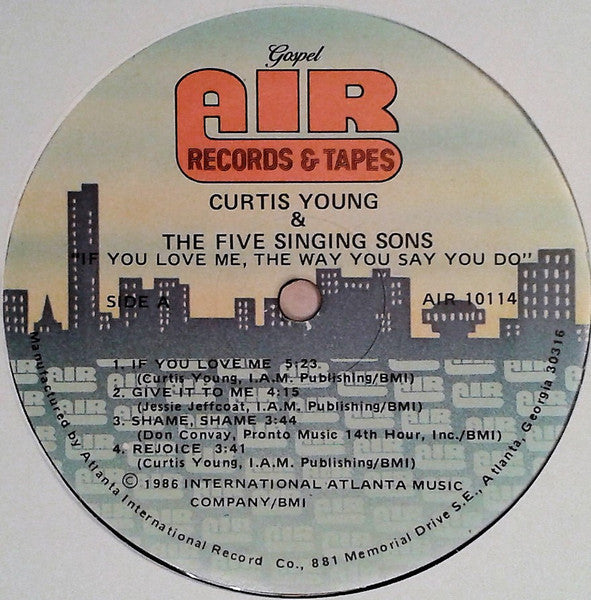 Gospel
AIR
RECORDS & TAPES
CURTIS YOUNG
&
THE FIVE SINGING SONS
"IF YOU LOVE ME, THE WAY YOU SAY YOU DO"
SIDE A
AIR 10114
1. IF YOU LOVE ME 5:23
(Curtis Young, I.A.M. Publishing/BMI)
2. GIVE IT TO ME 4:15
(Jessie Jeffcoat, I.A.M. Publishing/BMI)
3. SHAME, SHAME 3:44
(Don Convay, Pronto Music 14th Hour, Inc./BMI)
4. REJOICE 3:41
(Curtis Young, I.A.M. Publishing/BMI)
© 1986 INTERNATIONAL ATLANTA MUSIC
COMPANY/BMI
Manufactured by Atlanta International Record Co., 881 Memorial Drive S.E., Atlanta, Georgia 30316